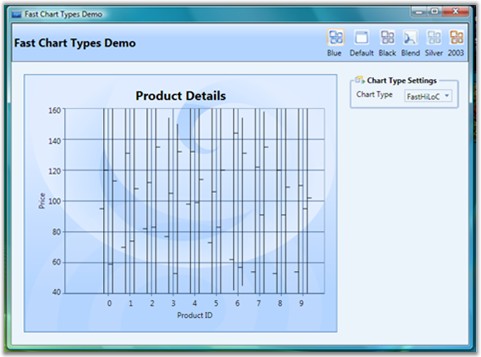 Fast Chart Types Demo
Fast Chart Types Demo
Blue Default Black Blend Silver 2003
Product Details
Chart Type Settings
Chart Type FastHiLoC
160
140
120
100
80
60
40
Price
0 1 2 3 4 5 6 7 8 9
Product ID